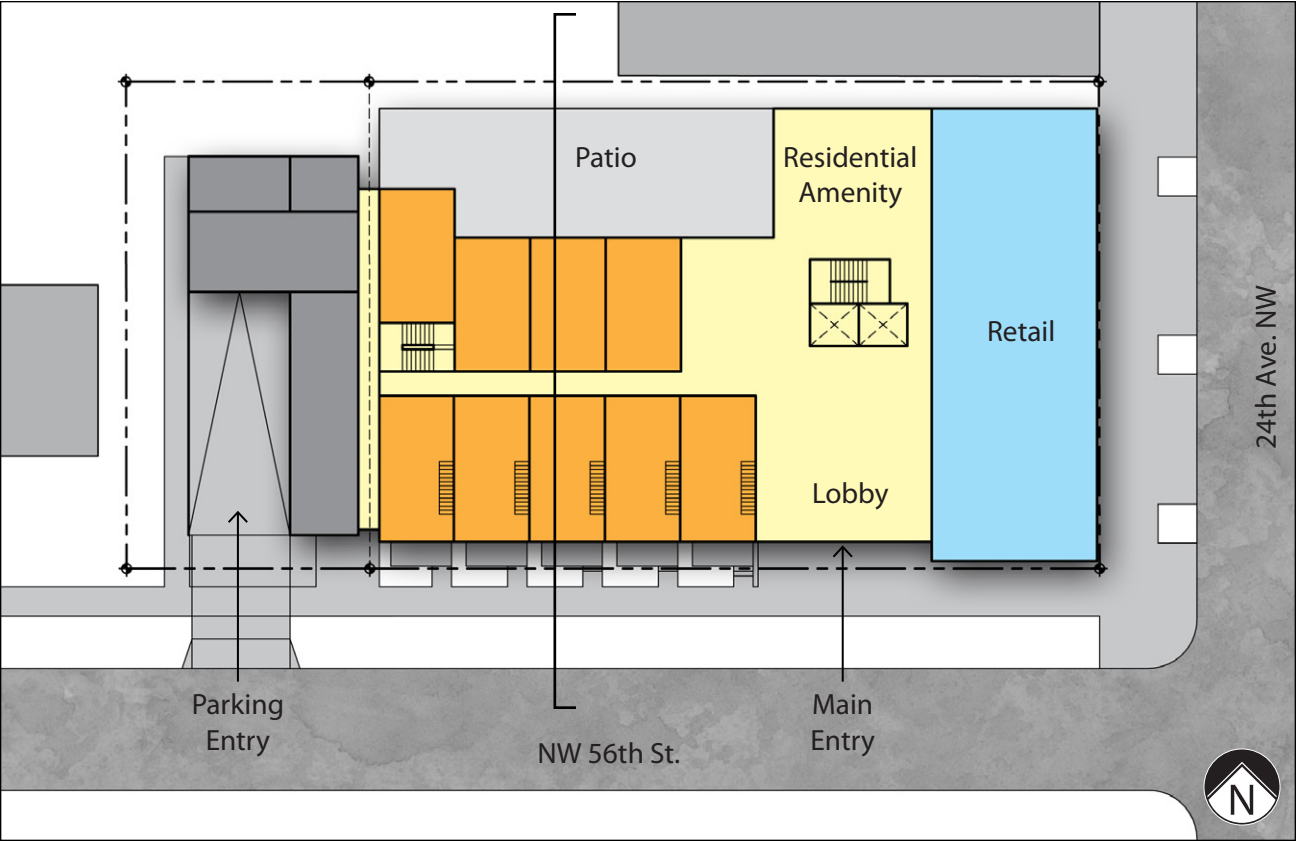 Patio
Residential
Amenity
Retail
24th Ave. NW
Lobby
Parking
Entry
Main
Entry
NW 56th St.
N